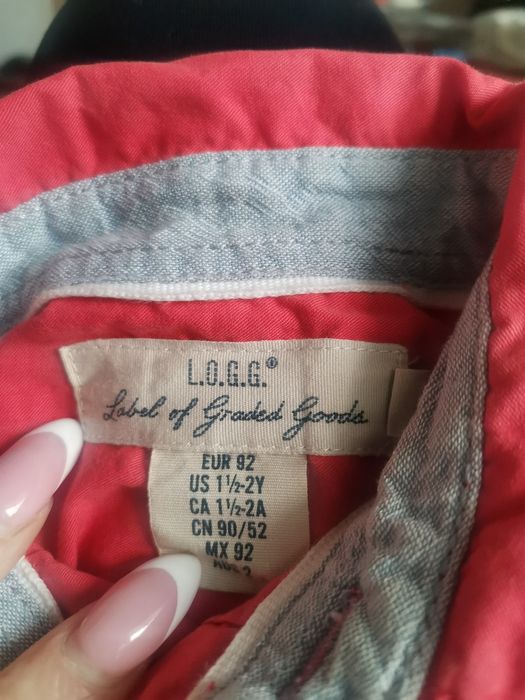 L.O.G.G.®
Label of Graded Goods
EUR 92
US 1½-2Y
CA 1½-2A
CN 90/52
MX 92